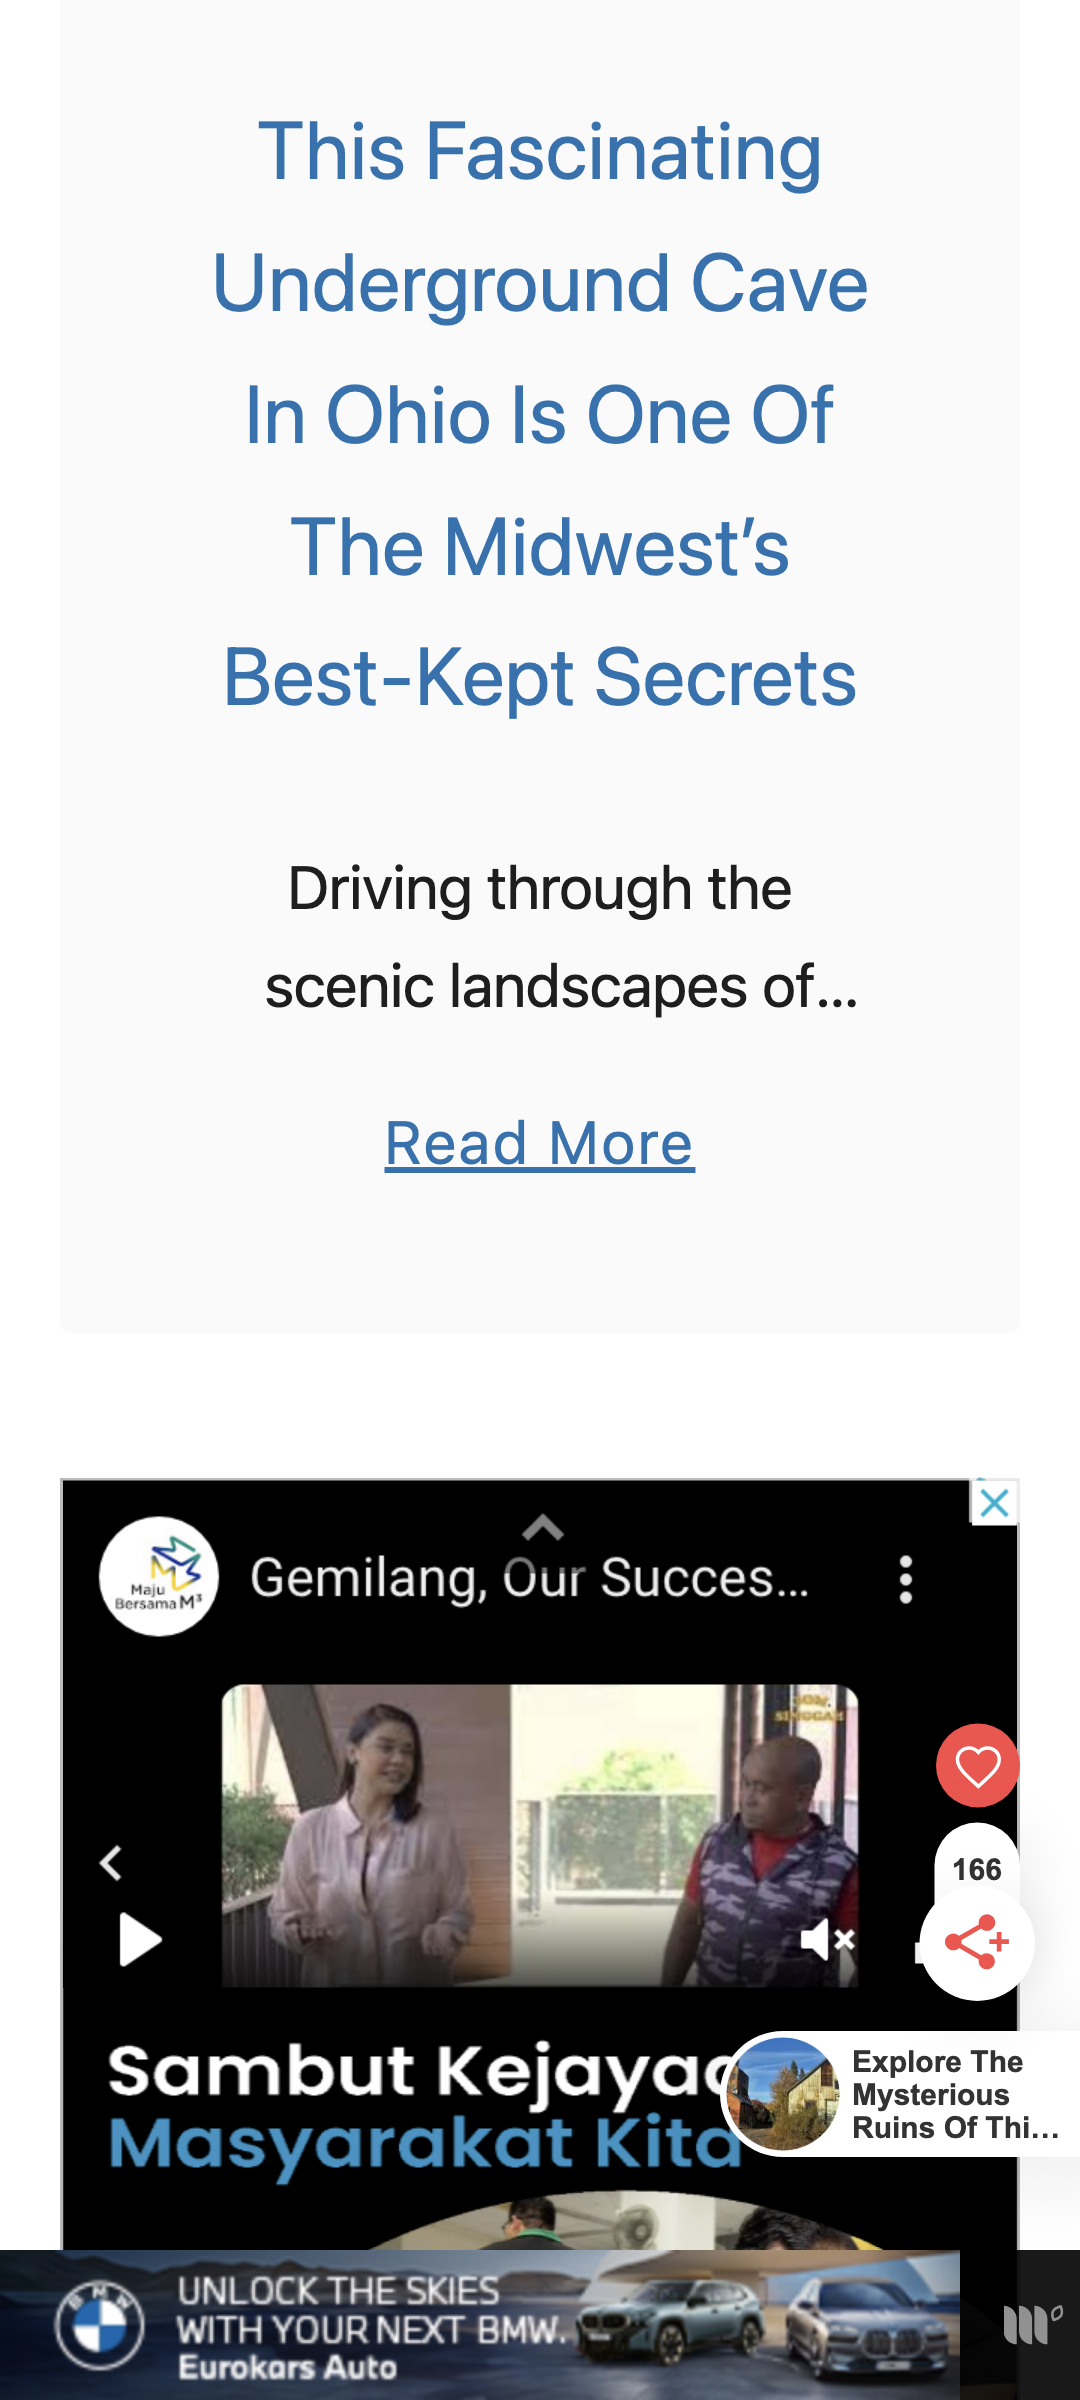 This Fascinating
Underground Cave
In Ohio Is One Of
The Midwest’s
Best-Kept Secrets
Driving through the
scenic landscapes of...
Read More
Maju
Bersama M³
Gemilang, Our Succes...
SINGGAH
166
Sambut Kejayaa
Masyarakat Kita
Explore The
Mysterious
Ruins Of Thi...
BMW
UNLOCK THE SKIES
WITH YOUR NEXT BMW.
Eurokars Auto